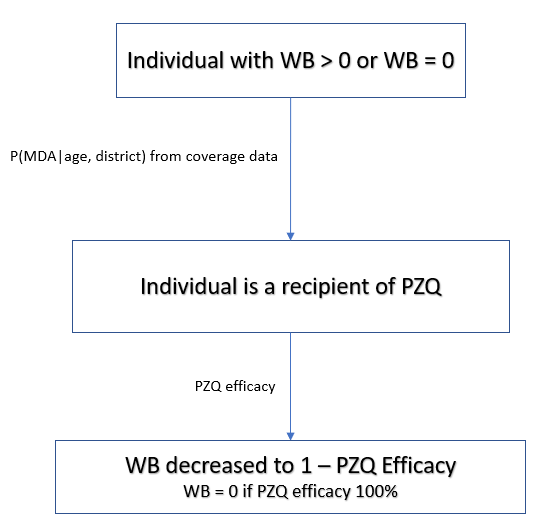 Individual with WB > 0 or WB = 0
P(MDA|age, district) from coverage data
Individual is a recipient of PZQ
PZQ efficacy
WB decreased to 1 – PZQ Efficacy
WB = 0 if PZQ efficacy 100%